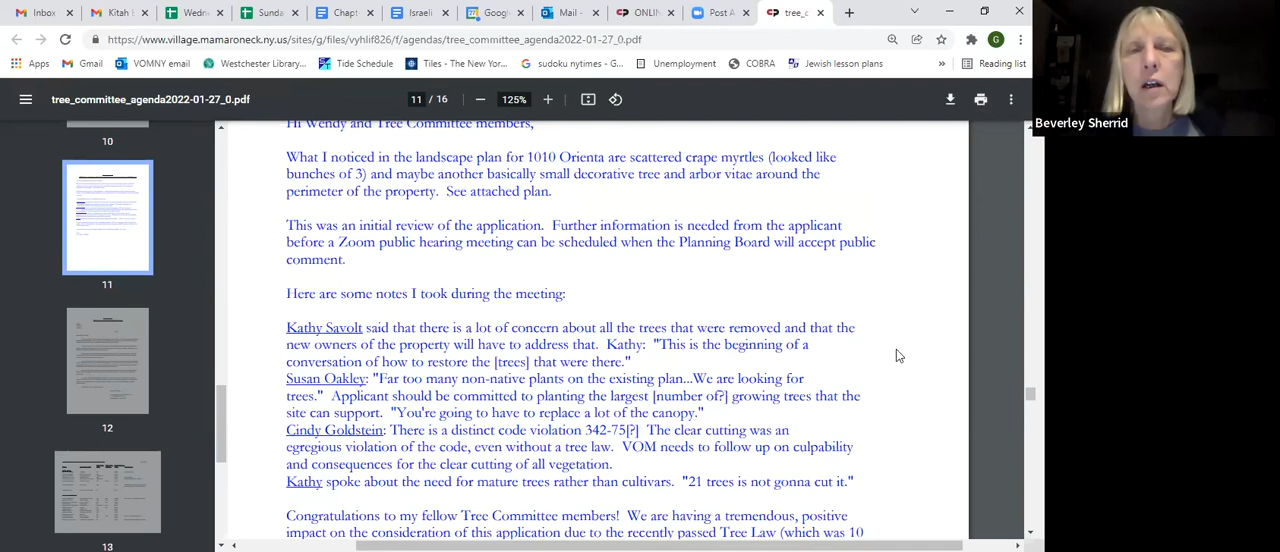 Inbox
Kitah E
Wedne
Sunda
Chapt
Israeli
Google
Mail -
ONLIN
Post A
tree_c
https://www.village.mamaroneck.ny.us/sites/g/files/vyhlif826/f/agendas/tree_committee_agenda2022-01-27_0.pdf
G
Apps
Gmail
VOMNY email
Westchester Library...
Tide Schedule
Tiles - The New Yor...
sudoku nytimes - G...
Unemployment
COBRA
Jewish lesson plans
»
Reading list
tree_committee_agenda2022-01-27_0.pdf
11 / 16
125%
Beverley Sherrid
10
11
12
13
Hi Wendy and Tree Committee members,
What I noticed in the landscape plan for 1010 Orienta are scattered crape myrtles (looked like
bunches of 3) and maybe another basically small decorative tree and arbor vitae around the
perimeter of the property.  See attached plan.
This was an initial review of the application.  Further information is needed from the applicant
before a Zoom public hearing meeting can be scheduled when the Planning Board will accept public
comment.
Here are some notes I took during the meeting:
Kathy Savolt said that there is a lot of concern about all the trees that were removed and that the
new owners of the property will have to address that.  Kathy:  "This is the beginning of a
conversation of how to restore the [trees] that were there."
Susan Oakley: "Far too many non-native plants on the existing plan...We are looking for
trees."  Applicant should be committed to planting the largest [number of?] growing trees that the
site can support.  "You're going to have to replace a lot of the canopy."
Cindy Goldstein: There is a distinct code violation 342-75[?]  The clear cutting was an
egregious violation of the code, even without a tree law.  VOM needs to follow up on culpability
and consequences for the clear cutting of all vegetation.
Kathy spoke about the need for mature trees rather than cultivars.  "21 trees is not gonna cut it."
Congratulations to my fellow Tree Committee members!  We are having a tremendous, positive
impact on the consideration of this application due to the recently passed Tree Law (which was 10